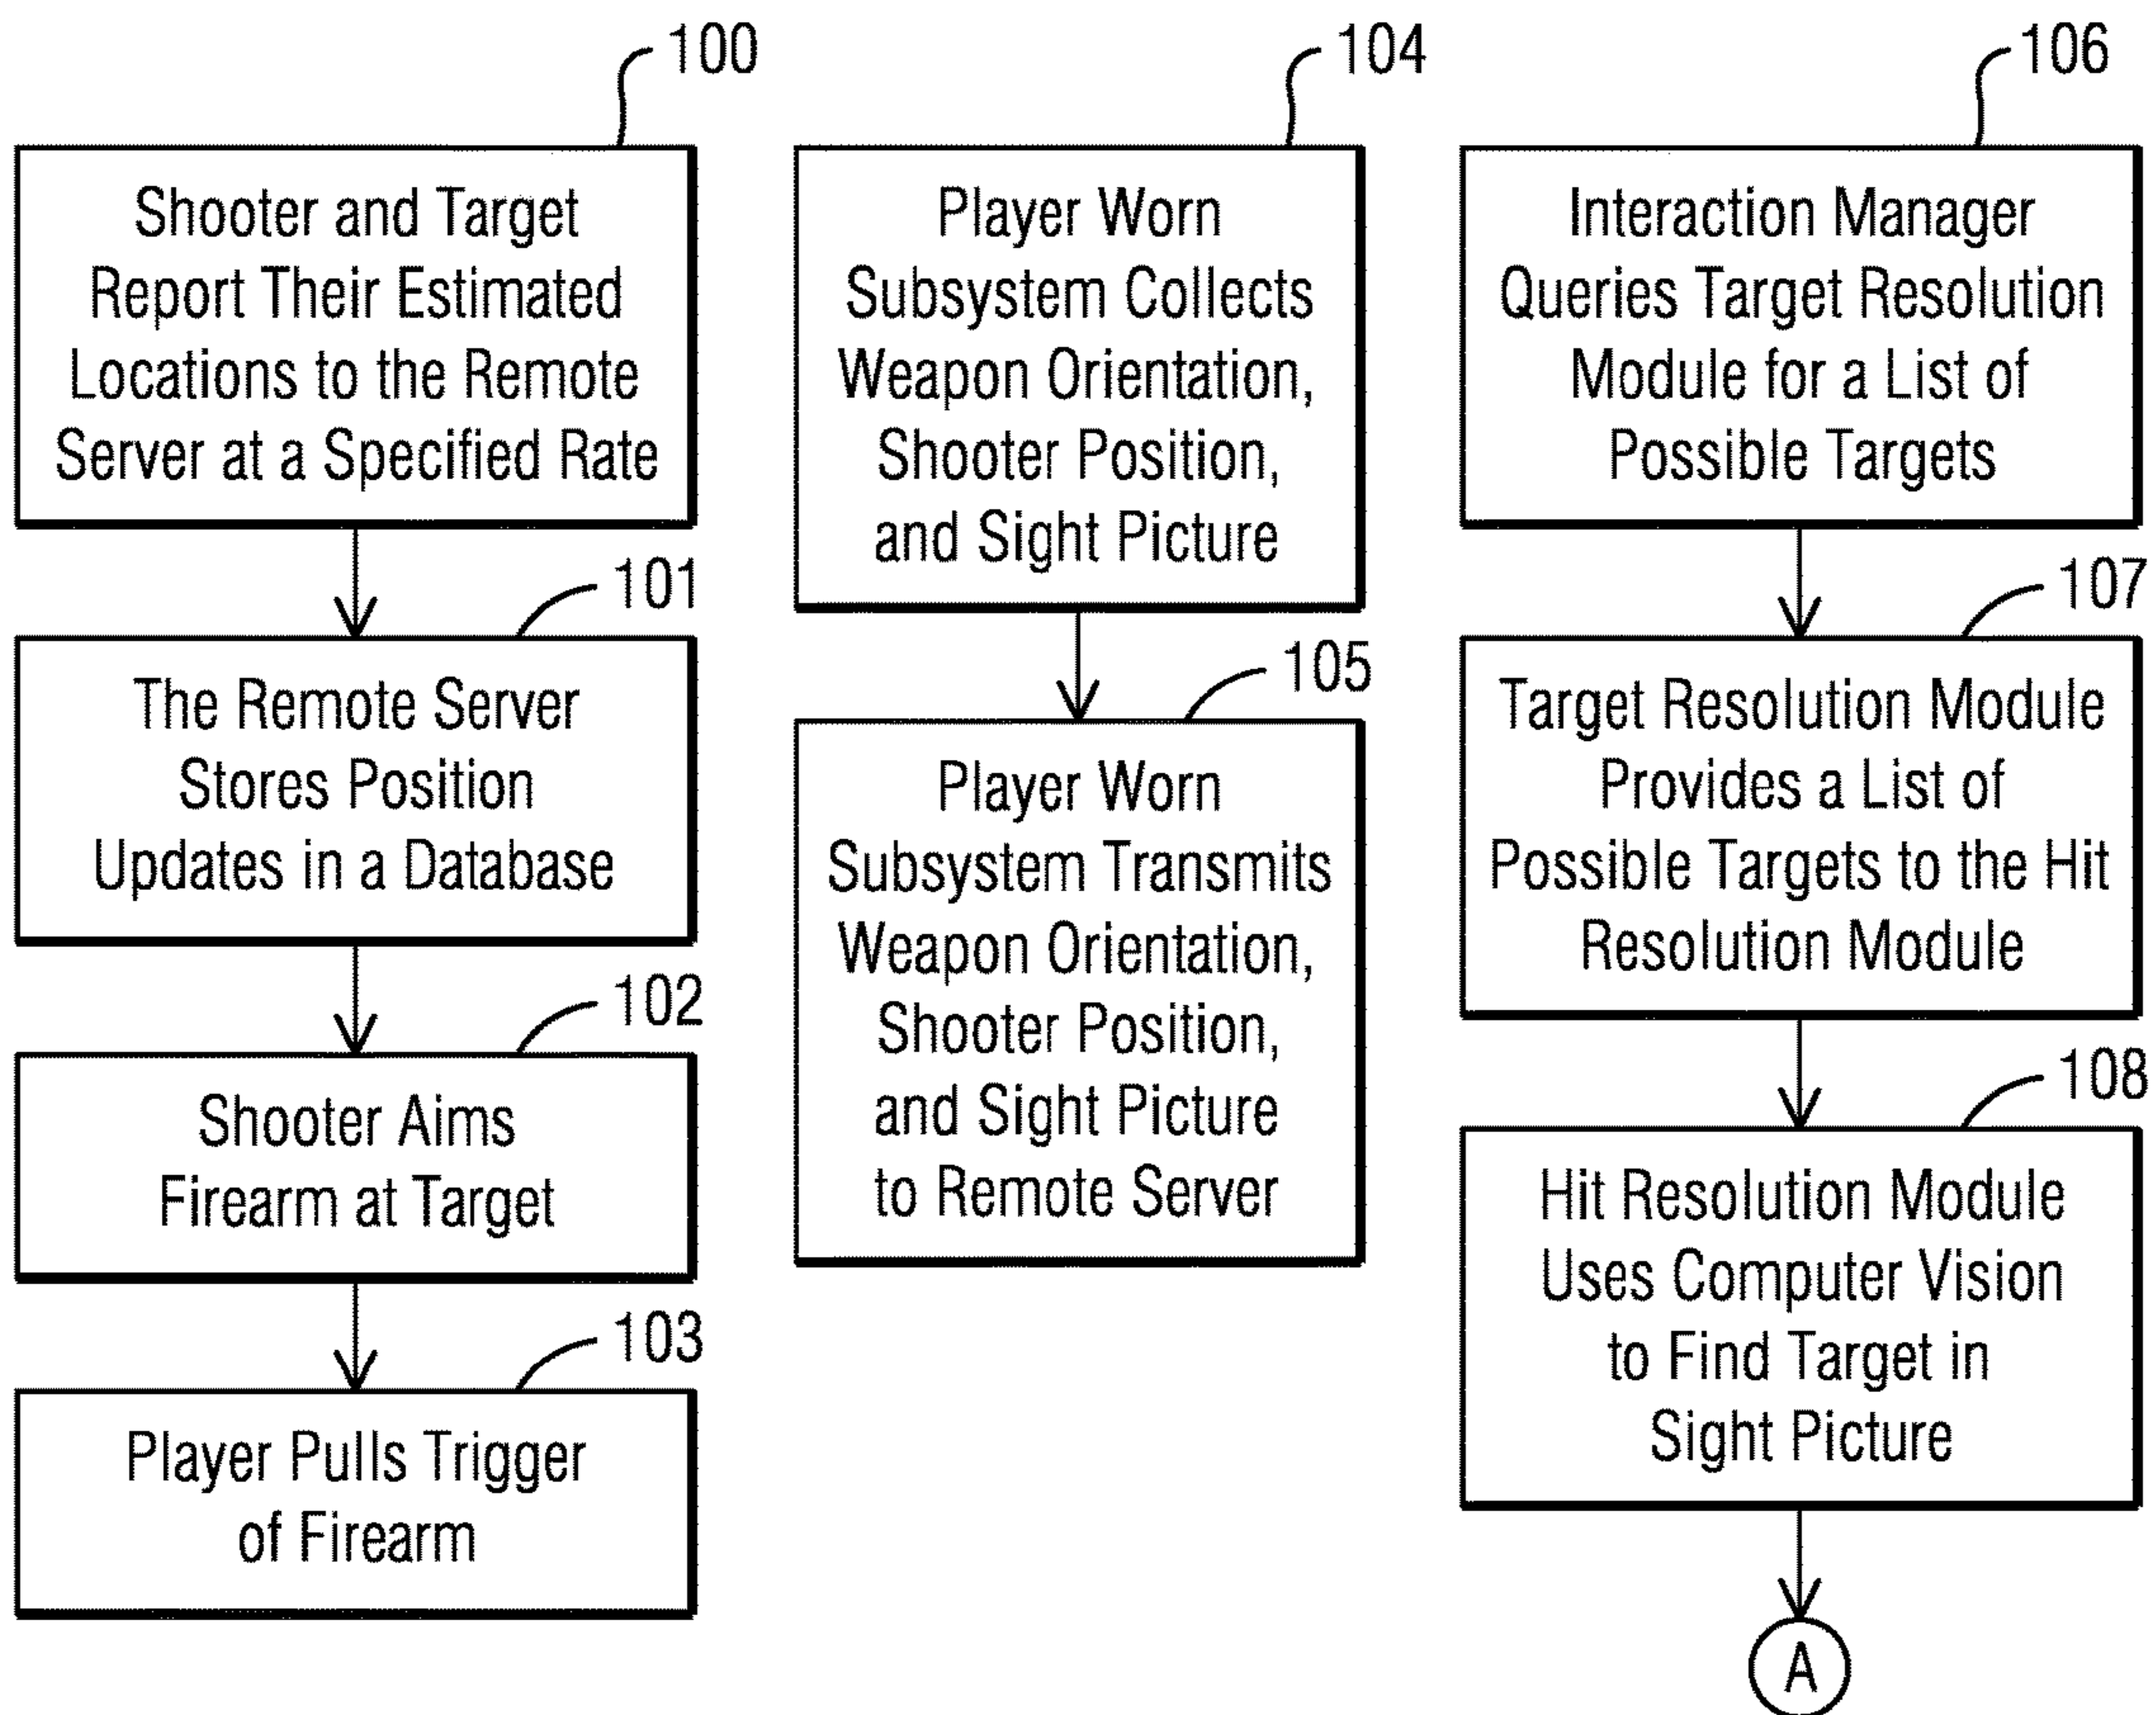 100
Shooter and Target
Report Their Estimated
Locations to the Remote
Server at a Specified Rate
101
The Remote Server
Stores Position
Updates in a Database
102
Shooter Aims
Firearm at Target
103
Player Pulls Trigger
of Firearm
104
Player Worn
Subsystem Collects
Weapon Orientation,
Shooter Position,
and Sight Picture
105
Player Worn
Subsystem Transmits
Weapon Orientation,
Shooter Position,
and Sight Picture
to Remote Server
106
Interaction Manager
Queries Target Resolution
Module for a List of
Possible Targets
107
Target Resolution Module
Provides a List of
Possible Targets to the Hit
Resolution Module
108
Hit Resolution Module
Uses Computer Vision
to Find Target in
Sight Picture
A